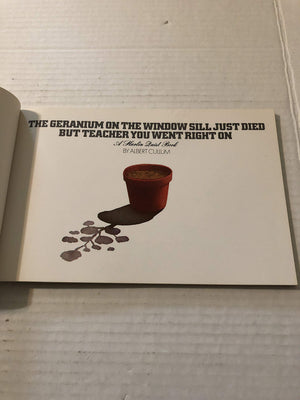 THE GERANIUM ON THE WINDOW SILL JUST DIED
BUT TEACHER YOU WENT RIGHT ON
A Harlin Quist Book
BY ALBERT CULLUM